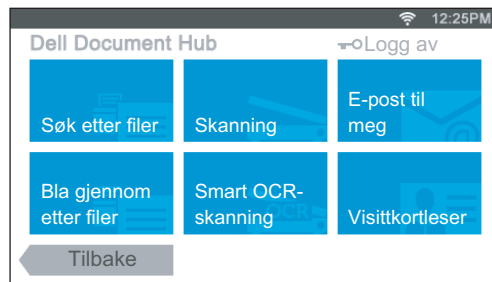 12:25PM
Dell Document Hub
Logg av
Søk etter filer
Skanning
E-post til
meg
Bla gjennom
etter filer
Smart OCR-
skanning
OCR
Visittkortleser
Tilbake